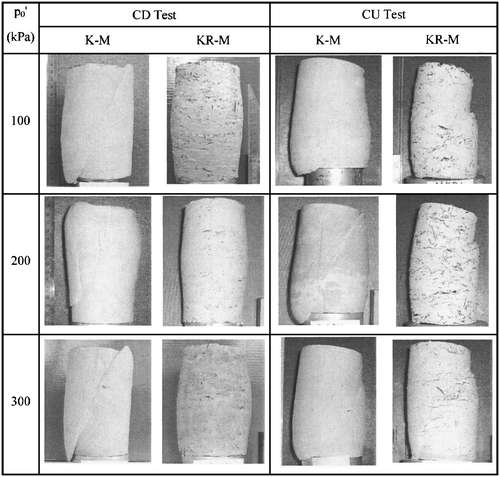 p₀'
(kPa)
CD Test
CU Test
K-M
KR-M
K-M
KR-M
100
200
300